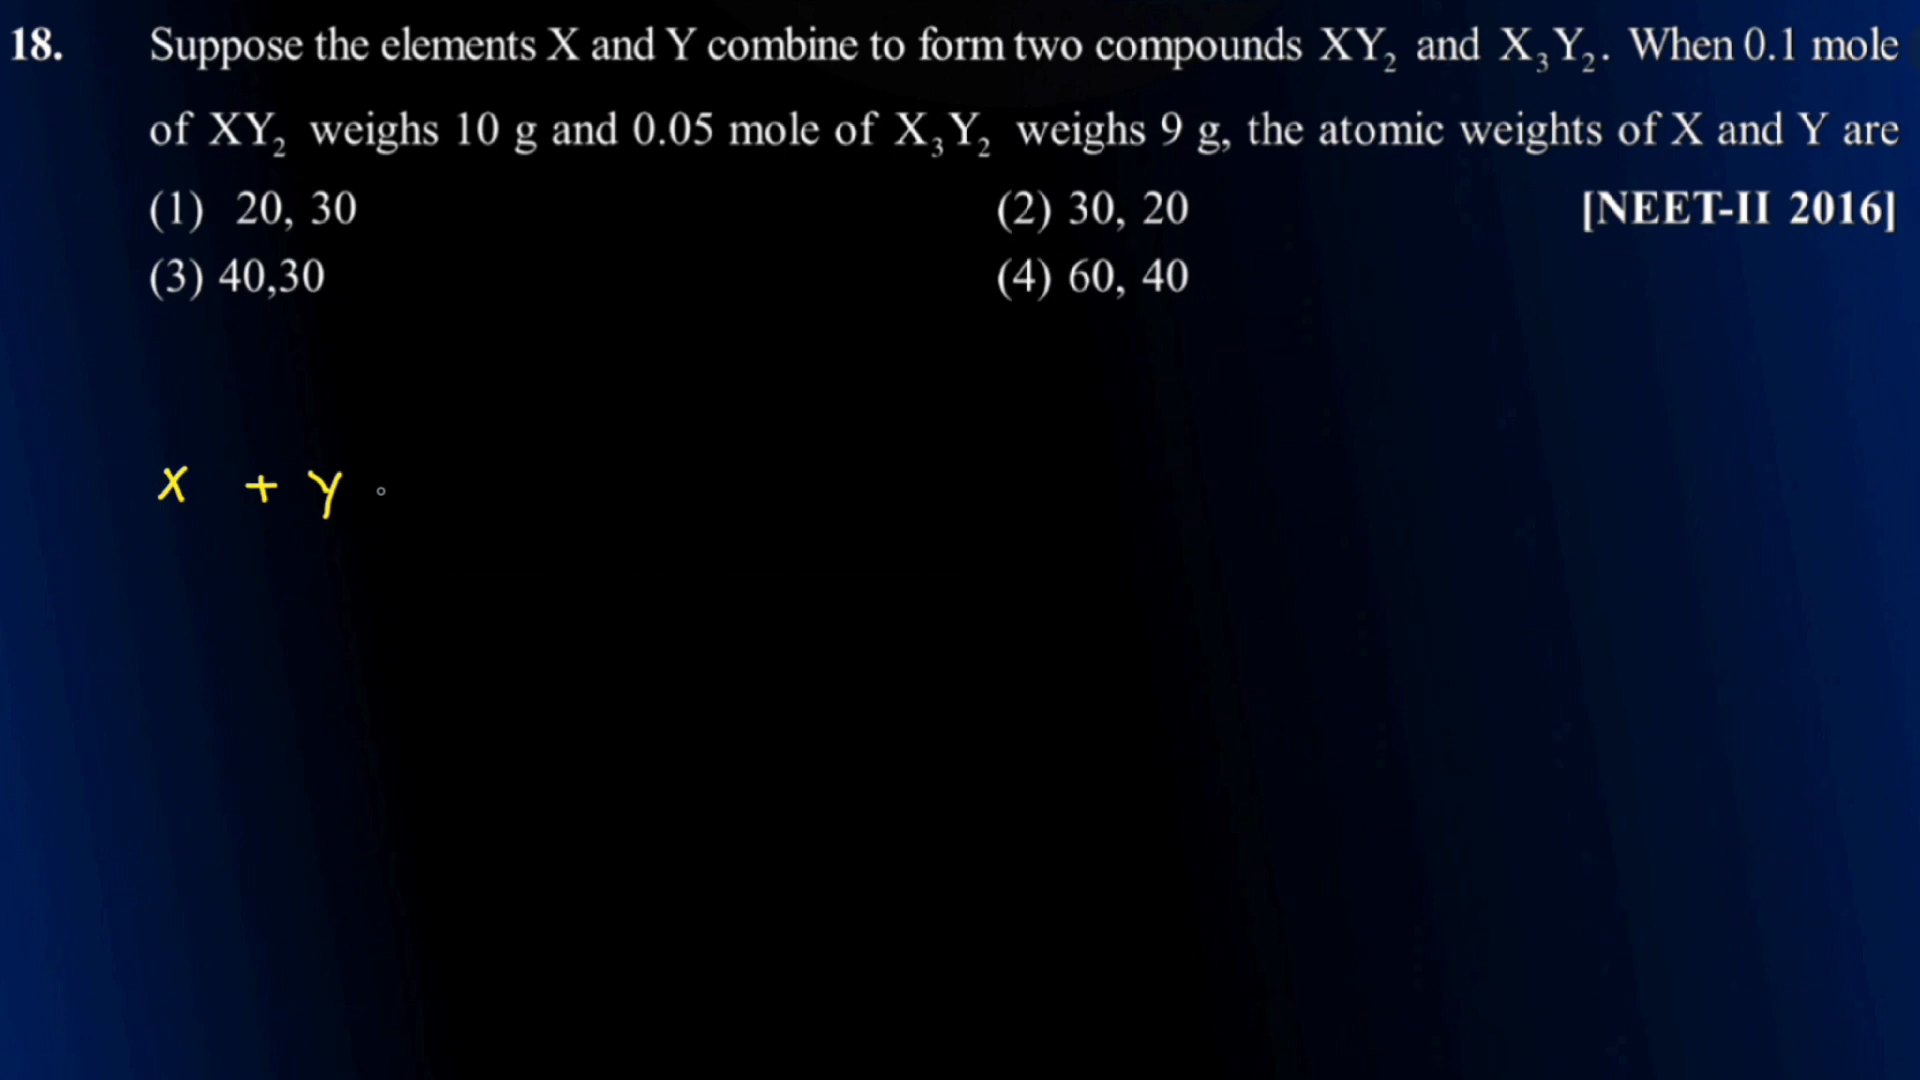 18. Suppose the elements X and Y combine to form two compounds XY₂ and X₃Y₂. When 0.1 mole
of XY₂ weighs 10 g and 0.05 mole of X₃Y₂ weighs 9 g, the atomic weights of X and Y are
(1) 20, 30 (2) 30, 20 [NEET-II 2016]
(3) 40,30 (4) 60, 40
X + Y